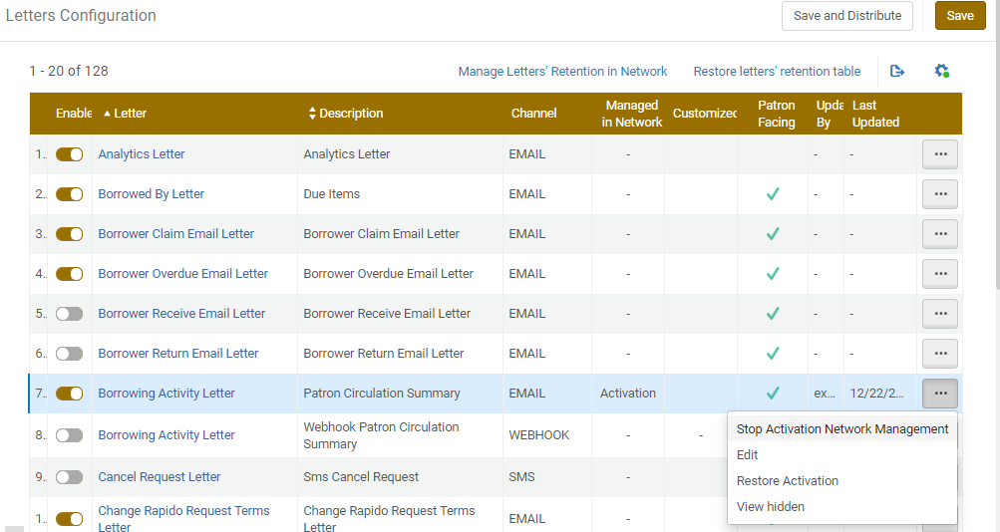 Letters Configuration
Save and Distribute
Save
1 - 20 of 128
Manage Letters' Retention in Network
Restore letters' retention table
Enable
Letter
Description
Channel
Managed
in Network
Customized
Patron
Facing
Upda
By
Last
Updated
1.. Analytics Letter Analytics Letter EMAIL - - -
2.. Borrowed By Letter Due Items EMAIL - - -
3.. Borrower Claim Email Letter Borrower Claim Email Letter EMAIL - - -
4.. Borrower Overdue Email Letter Borrower Overdue Email Letter EMAIL - - -
5.. Borrower Receive Email Letter Borrower Receive Email Letter EMAIL - - -
6.. Borrower Return Email Letter Borrower Return Email Letter EMAIL - - -
7.. Borrowing Activity Letter Patron Circulation Summary EMAIL Activation ex... 12/22/2...
8.. Borrowing Activity Letter Webhook Patron Circulation
Summary WEBHOOK - -
9.. Cancel Request Letter Sms Cancel Request SMS -
1.. Change Rapido Request Terms
Letter Change Rapido Request Terms
Letter EMAIL -
Stop Activation Network Management
Edit
Restore Activation
View hidden